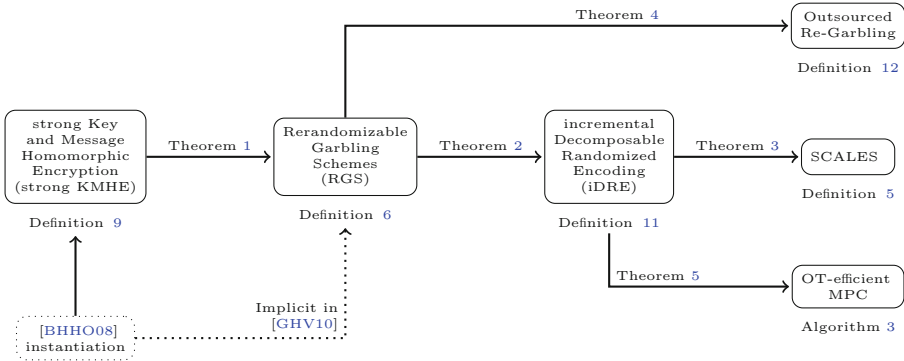 Theorem 4
Outsourced
Re-Garbling
Definition 12
strong Key
and Message
Homomorphic
Encryption
(strong KMHE)
Definition 9
Theorem 1
Rerandomizable
Garbling
Schemes
(RGS)
Definition 6
Theorem 2
incremental
Decomposable
Randomized
Encoding
(iDRE)
Definition 11
Theorem 3
SCALES
Definition 5
Theorem 5
OT-efficient
MPC
Algorithm 3
Implicit in
[GHV10]
[BHHO08]
instantiation